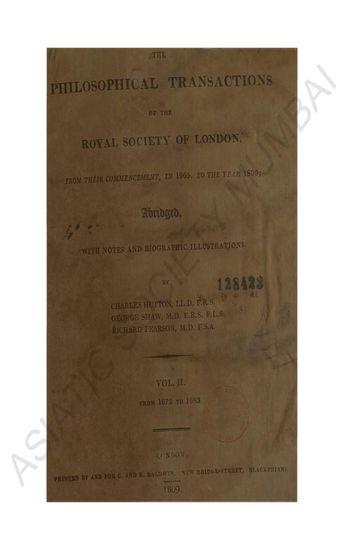 THE
PHILOSOPHICAL TRANSACTIONS
OF THE
ROYAL SOCIETY OF LONDON,
FROM THEIR COMMENCEMENT, IN 1665, TO THE YEAR 1800;
Abridged,
WITH NOTES AND BIOGRAPHIC ILLUSTRATIONS,
BY
128423
CHARLES HUTTON, LL.D. F.R.S.
GEORGE SHAW, M.D. F.R.S. F.L.S.
RICHARD PEARSON, M.D. F.S.A.
VOL. II.
FROM 1672 TO 1683
LONDON:
PRINTED BY AND FOR C. AND R. BALDWIN, NEW BRIDGE-STREET, BLACKFRIARS.
1809
ASIATIC SOCIETY MUMBAI